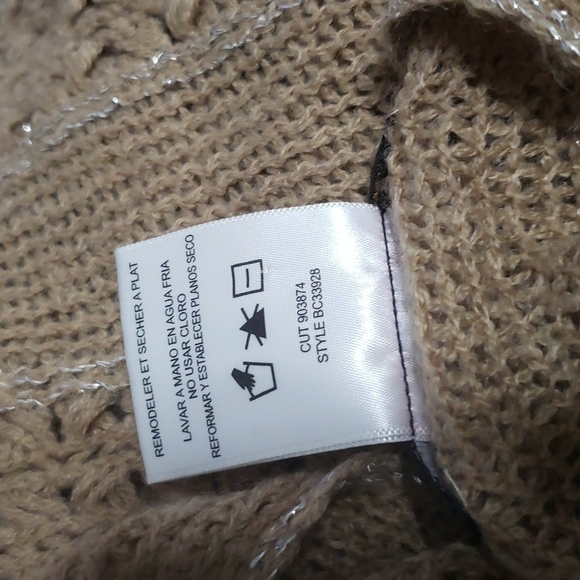 REMODELER ET SECHER A PLAT
LAVAR A MANO EN AGUA FRIA
NO USAR CLORO
REFORMAR Y ESTABLECER PLANOS SECO
CUT 903874
STYLE BC33928